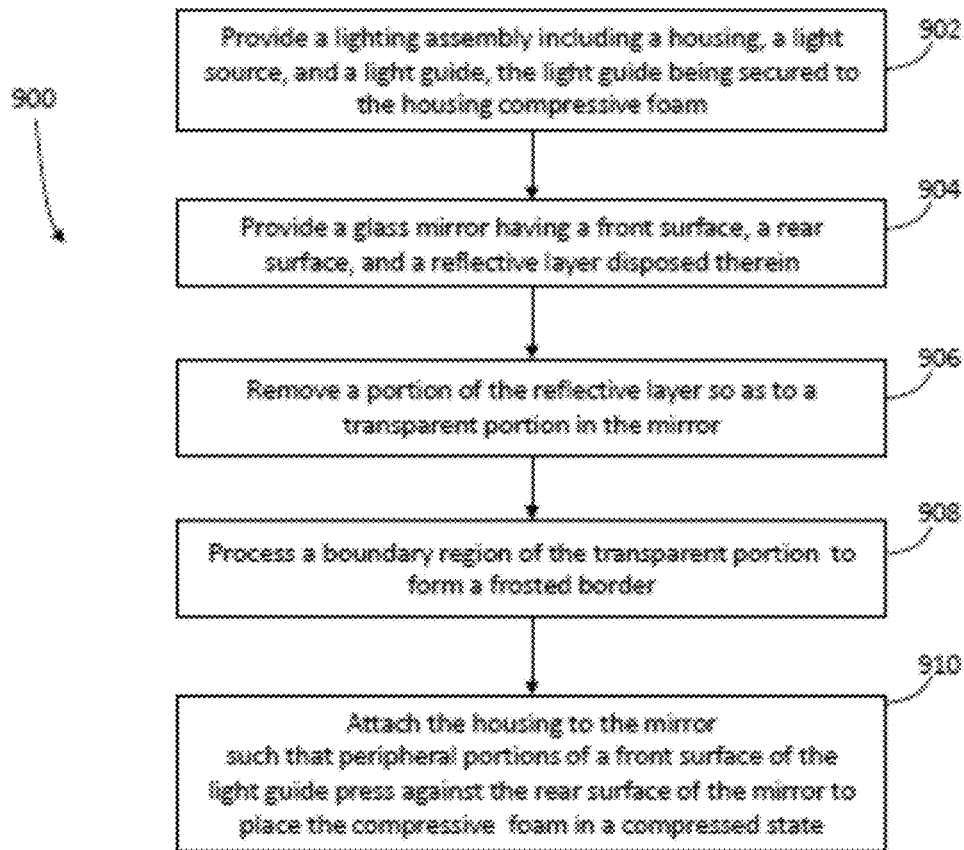 Provide a lighting assembly including a housing, a light
source, and a light guide, the light guide being secured to
the housing compressive foam
902
900
904
Provide a glass mirror having a front surface, a rear
surface, and a reflective layer disposed therein
906
Remove a portion of the reflective layer so as to a
transparent portion in the mirror
908
Process a boundary region of the transparent portion to
form a frosted border
910
Attach the housing to the mirror
such that peripheral portions of a front surface of the
light guide press against the rear surface of the mirror to
place the compressive foam in a compressed state